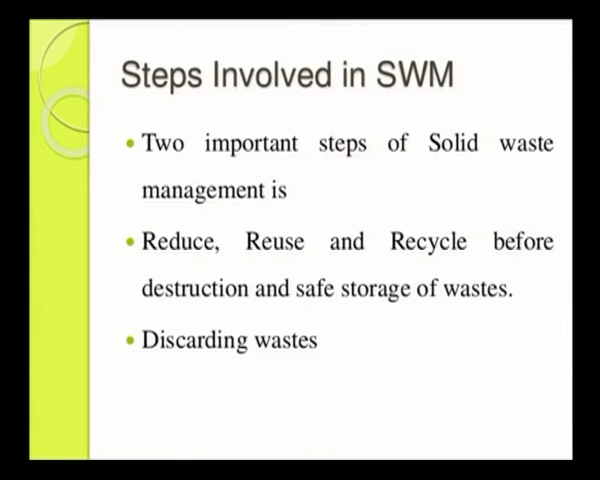 Steps Involved in SWM
• Two important steps of Solid waste
management is
• Reduce, Reuse and Recycle before
destruction and safe storage of wastes.
• Discarding wastes